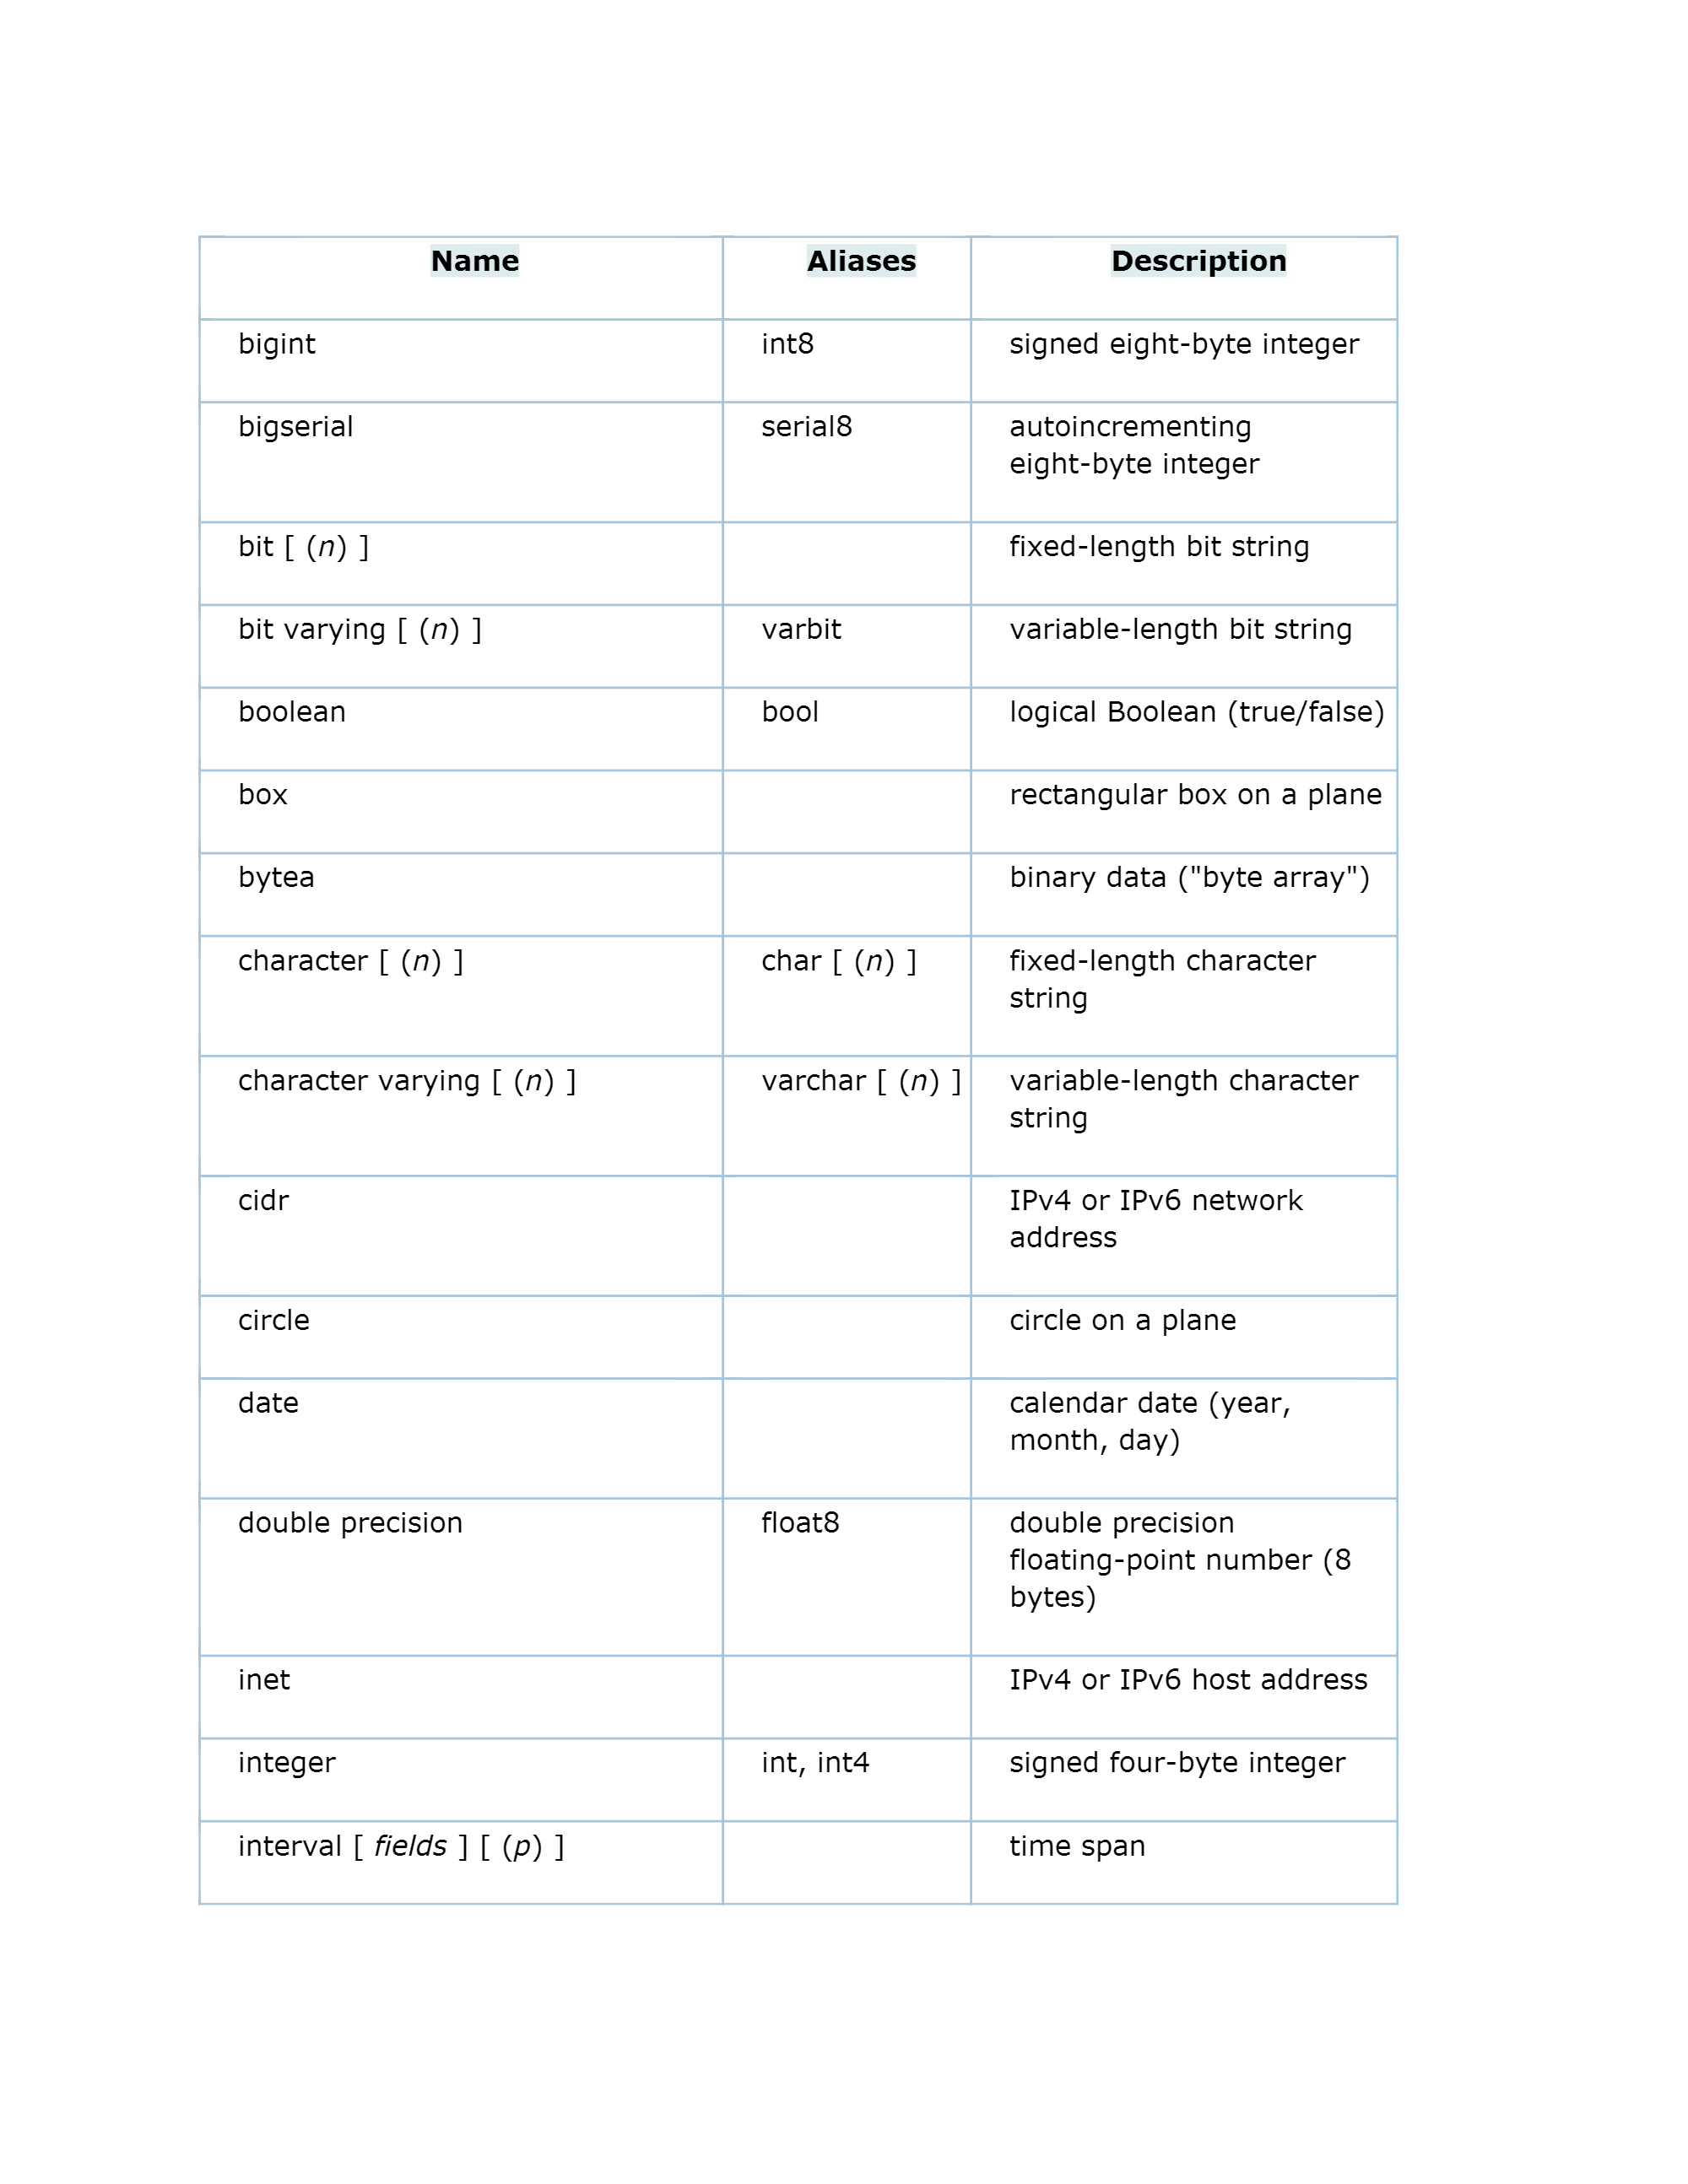 Name Aliases Description
bigint int8 signed eight-byte integer
bigserial serial8 autoincrementing
eight-byte integer
bit [ (n) ] fixed-length bit string
bit varying [ (n) ] varbit variable-length bit string
boolean bool logical Boolean (true/false)
box rectangular box on a plane
bytea binary data ("byte array")
character [ (n) ] char [ (n) ] fixed-length character
string
character varying [ (n) ] varchar [ (n) ] variable-length character
string
cidr IPv4 or IPv6 network
address
circle circle on a plane
date calendar date (year,
month, day)
double precision float8 double precision
floating-point number (8
bytes)
inet IPv4 or IPv6 host address
integer int, int4 signed four-byte integer
interval [ fields ] [ (p) ] time span